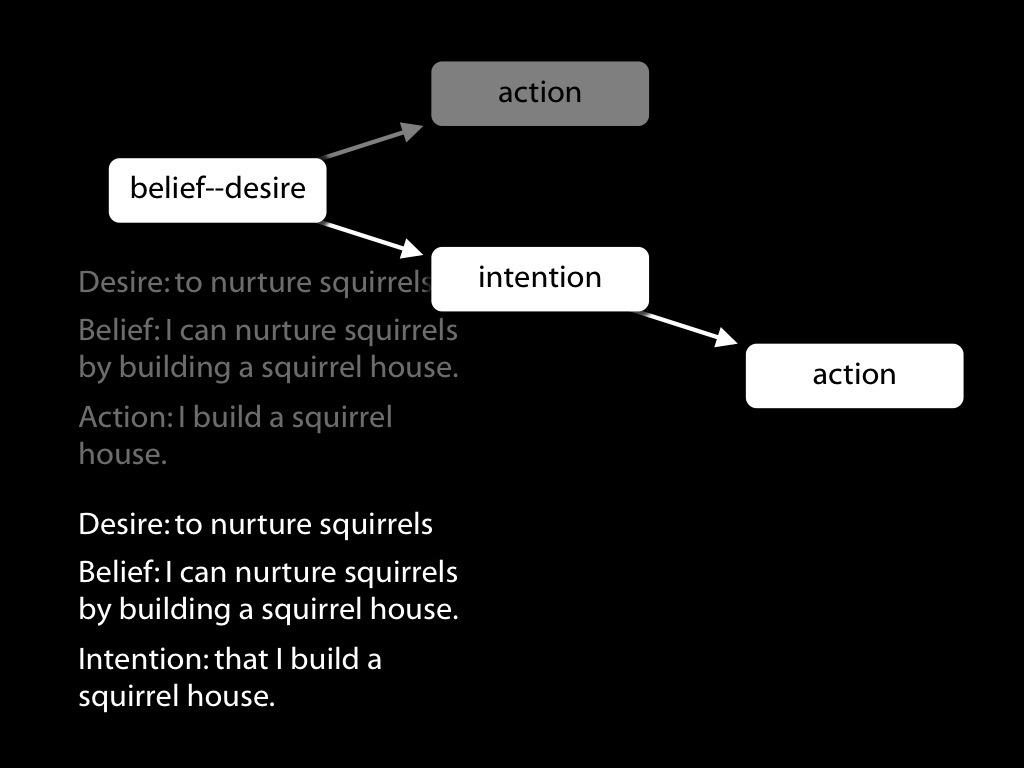 action
belief--desire
intention
action
Desire: to nurture squirrels
Belief: I can nurture squirrels
by building a squirrel house.
Action: I build a squirrel
house.
Desire: to nurture squirrels
Belief: I can nurture squirrels
by building a squirrel house.
Intention: that I build a
squirrel house.